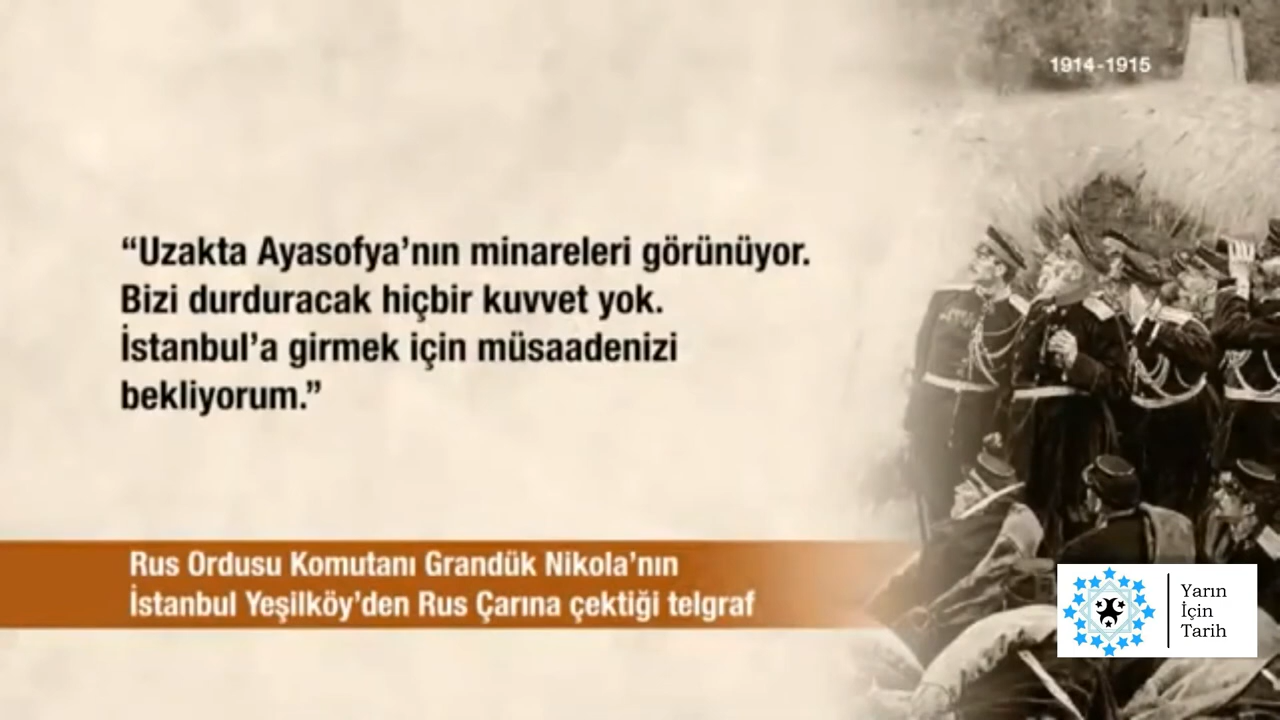 1914-1915
“Uzakta Ayasofya’nın minareleri görünüyor.
Bizi durduracak hiçbir kuvvet yok.
İstanbul’a girmek için müsaadenizi
bekliyorum.”
Rus Ordusu Komutanı Grandük Nikola’nın
İstanbul Yeşilköy’den Rus Çarına çektiği telgraf
Yarın
İçin
Tarih